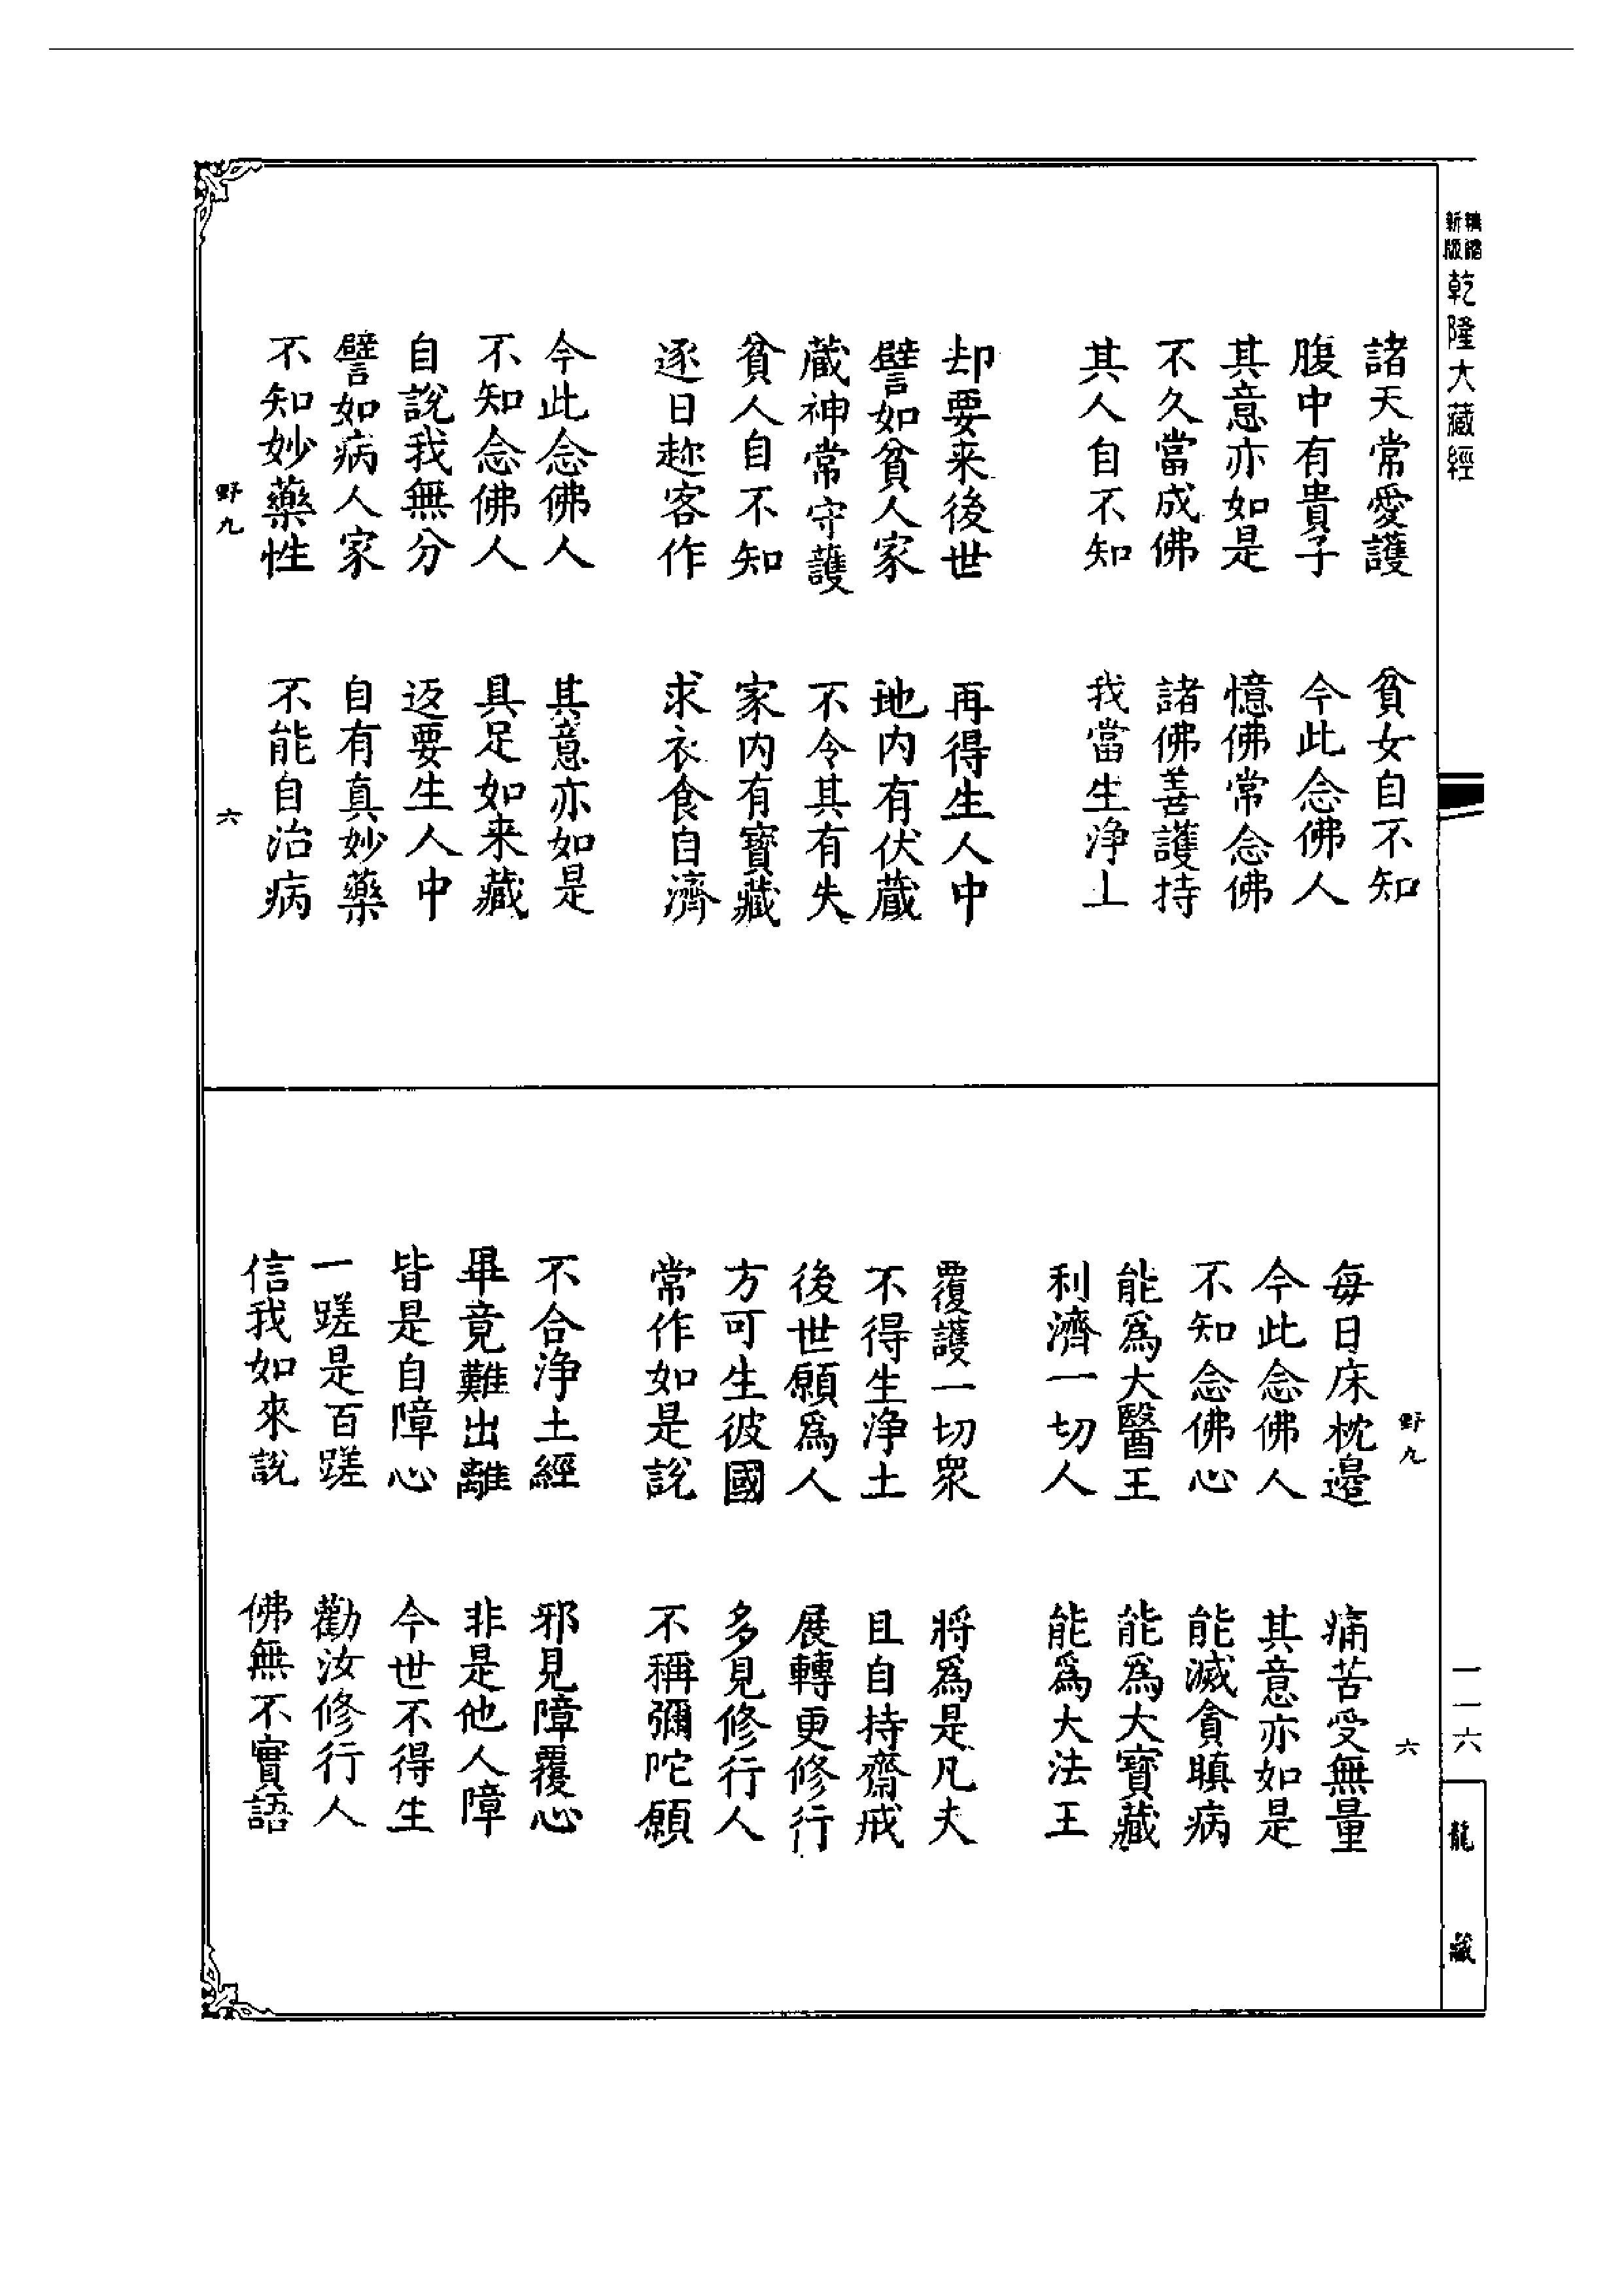 精縮新版乾隆大藏經
諸天常愛護　貧女自不知
腹中有貴子　今此念佛人
其意亦如是　憶佛常念佛
不久當成佛　諸佛善護持
其人自不知　我當生淨土
却要来後世　再得生人中
譬如貧人家　地内有伏藏
藏神常守護　不令其有失
貧人自不知　家内有寶藏
逐日趂客作　求衣食自濟
今此念佛人　其意亦如是
不知念佛人　具足如来藏
自說我無分　返要生人中
譬如病人家　自有真妙藥
不知妙藥性　不能自治病
野九　六
野九　六
每日床枕邊　痛苦受無量
今此念佛人　其意亦如是
不知念佛心　能滅貪瞋病
能爲大醫王　能爲大寶藏
利濟一切人　能爲大法王
覆護一切衆　將爲是凡夫
不得生淨土　且自持齋戒
後世願爲人　展轉更修行
方可生彼國　多見修行人
常作如是說　不稱彌陀願
不合淨土經　邪見障覆心
畢竟難出離　非是他人障
皆是自障心　今世不得生
一蹉是百蹉　勸汝修行人
信我如來說　佛無不實語
一一六
龍藏